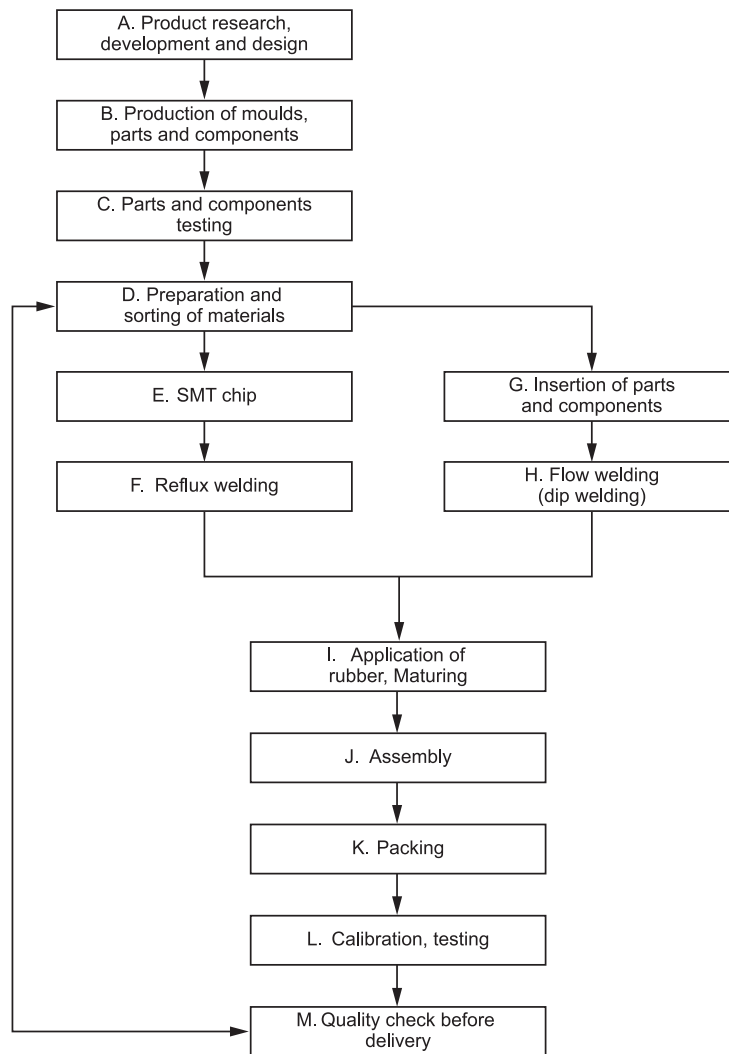 A. Product research,
development and design
B. Production of moulds,
parts and components
C. Parts and components
testing
D. Preparation and
sorting of materials
E. SMT chip
G. Insertion of parts
and components
F. Reflux welding
H. Flow welding
(dip welding)
I. Application of
rubber, Maturing
J. Assembly
K. Packing
L. Calibration, testing
M. Quality check before
delivery